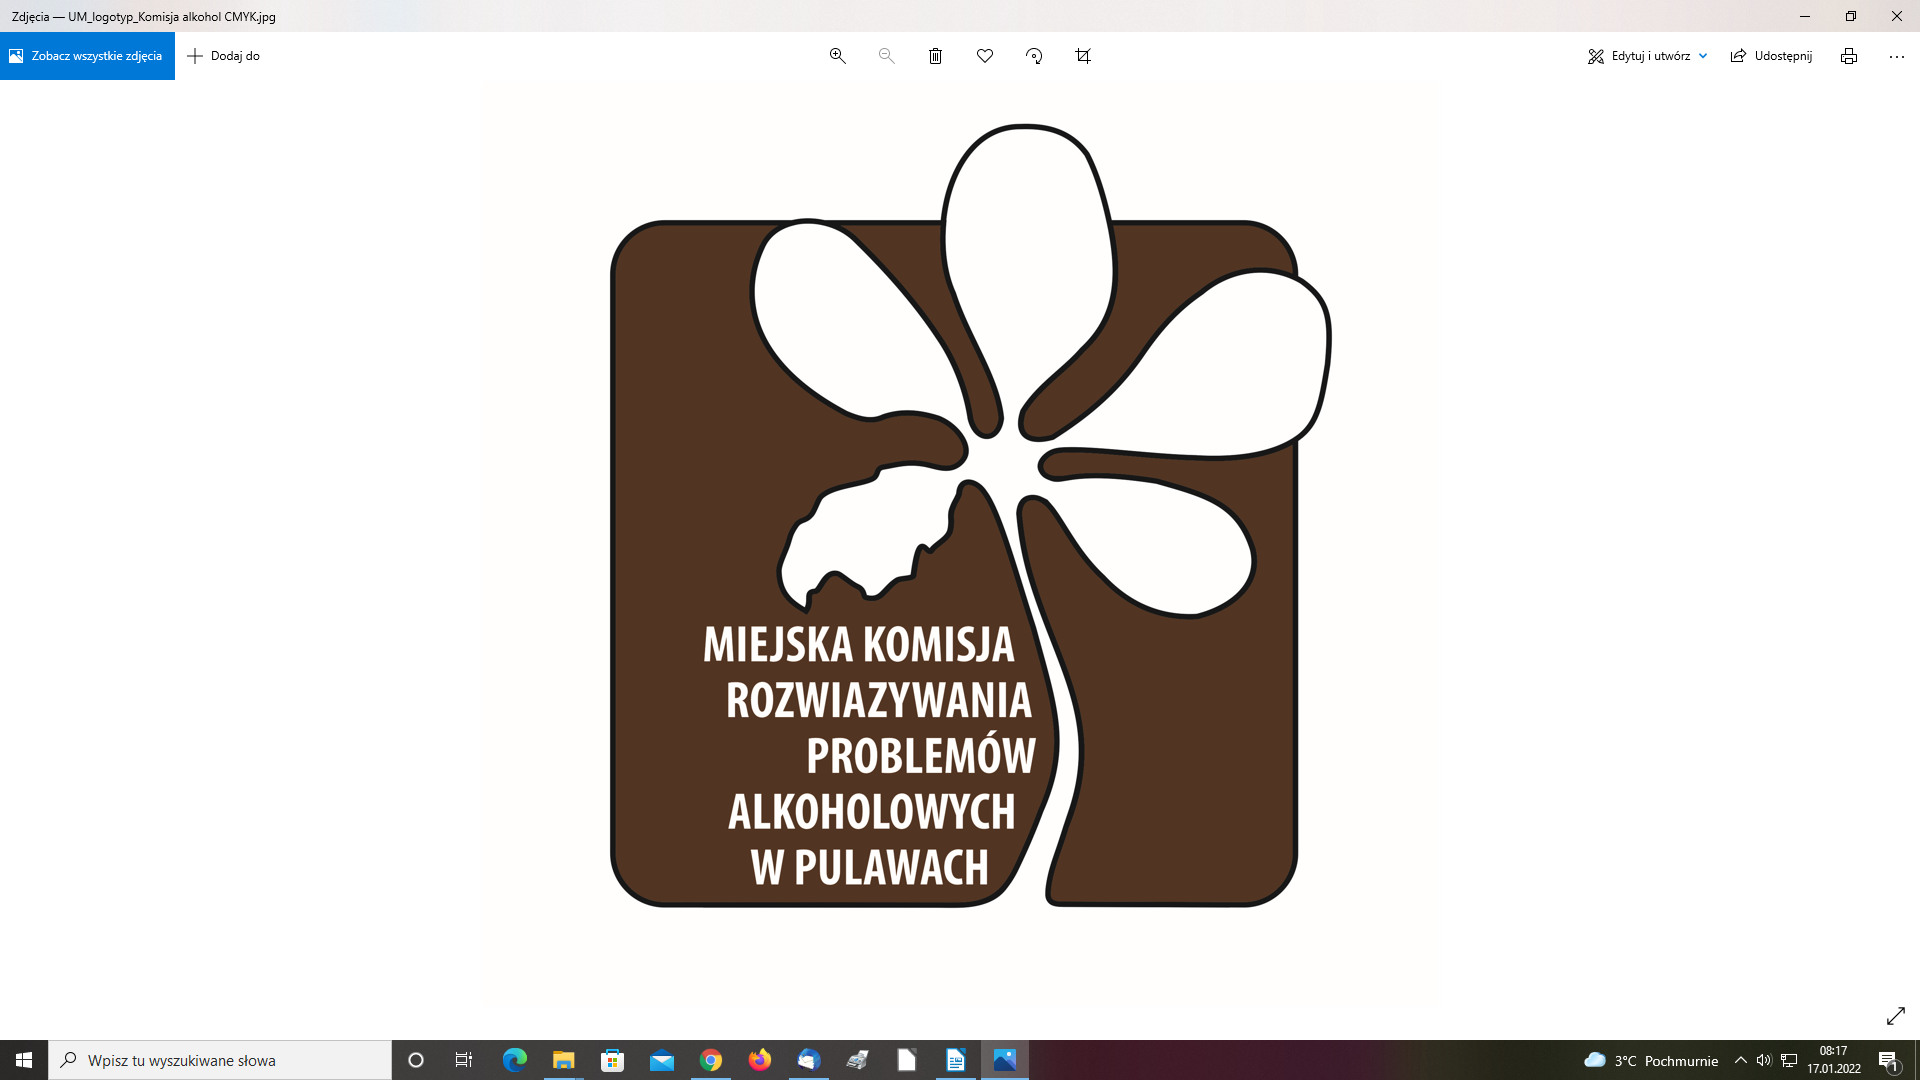 Zdjęcia — UM_logotyp_Komisja alkohol CMYK.jpg
Zobacz wszystkie zdjęcia
Dodaj do
Edytuj i utwórz
Udostępnij
MIEJSKA KOMISJA
ROZWIAZYWANIA
PROBLEMÓW
ALKOHOLOWYCH
W PULAWACH
Wpisz tu wyszukiwane słowa
3°C Pochmurnie
08:17
17.01.2022
1